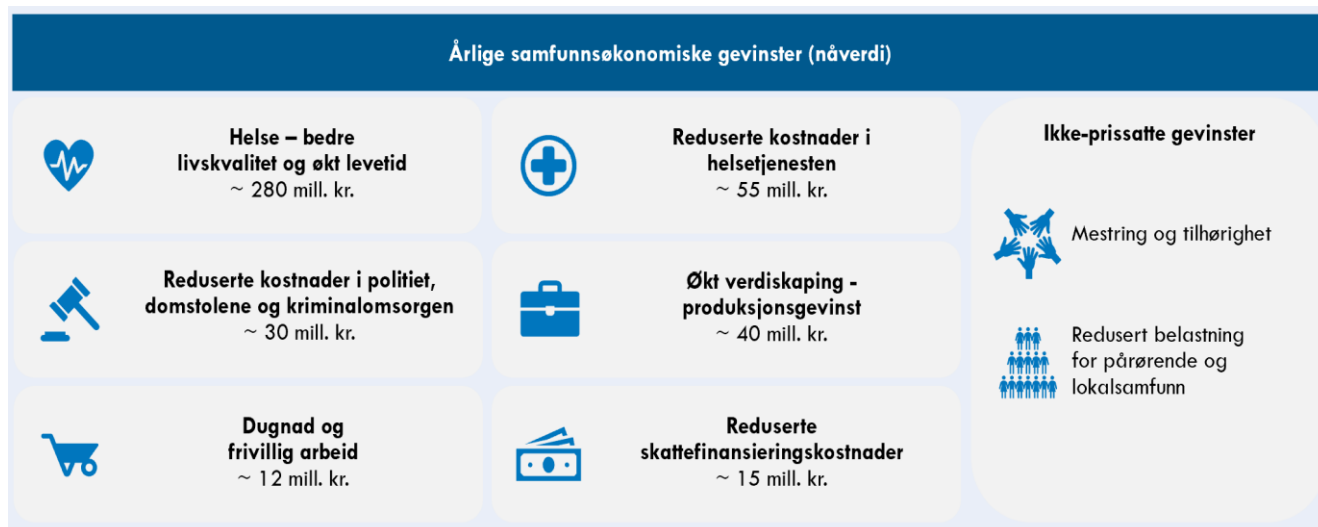 Årlige samfunnsøkonomiske gevinster (nåverdi)
Helse – bedre
livskvalitet og økt levetid
~ 280 mill. kr.
Reduserte kostnader i
helsetjenesten
~ 55 mill. kr.
Reduserte kostnader i politiet,
domstolene og kriminalomsorgen
~ 30 mill. kr.
Økt verdiskaping -
produksjonsgevinst
~ 40 mill. kr.
Dugnad og
frivillig arbeid
~ 12 mill. kr.
Reduserte
skattefinansieringskostnader
~ 15 mill. kr.
Ikke-prissatte gevinster
Mestring og tilhørighet
Redusert belastning
for pårørende og
lokalsamfunn